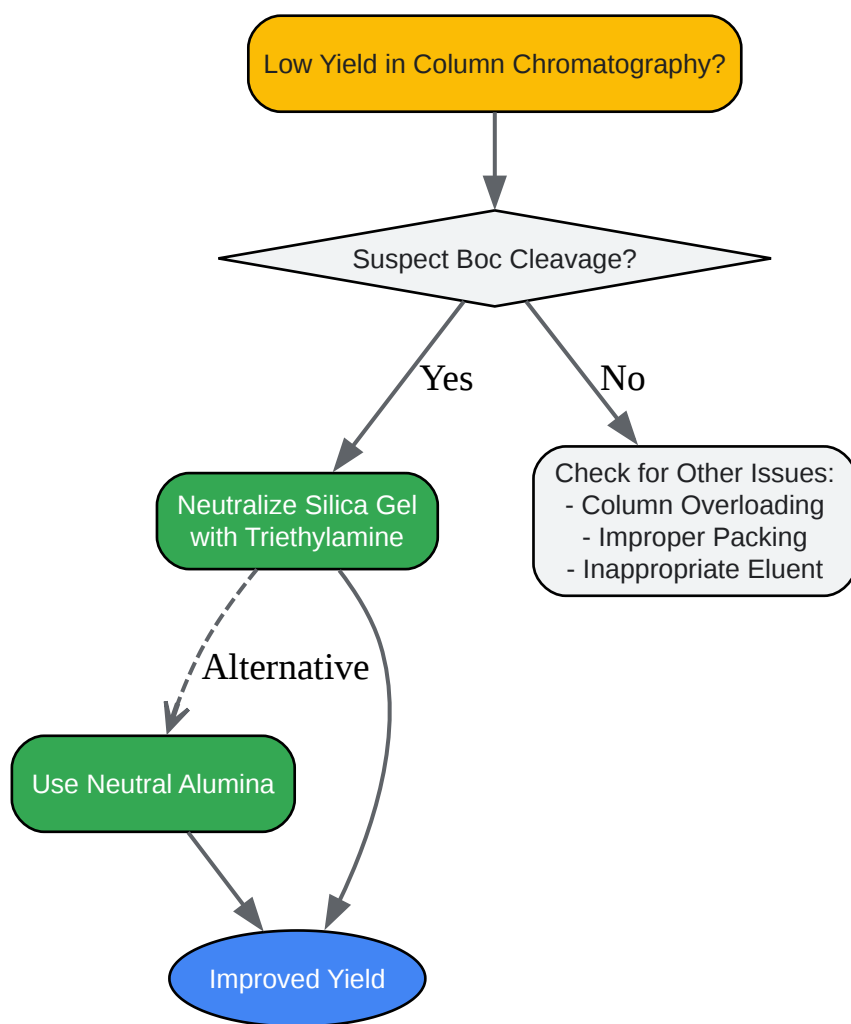 Low Yield in Column Chromatography?
Suspect Boc Cleavage?
Yes
No
Neutralize Silica Gel
with Triethylamine
Check for Other Issues:
- Column Overloading
- Improper Packing
- Inappropriate Eluent
Alternative
Use Neutral Alumina
Improved Yield